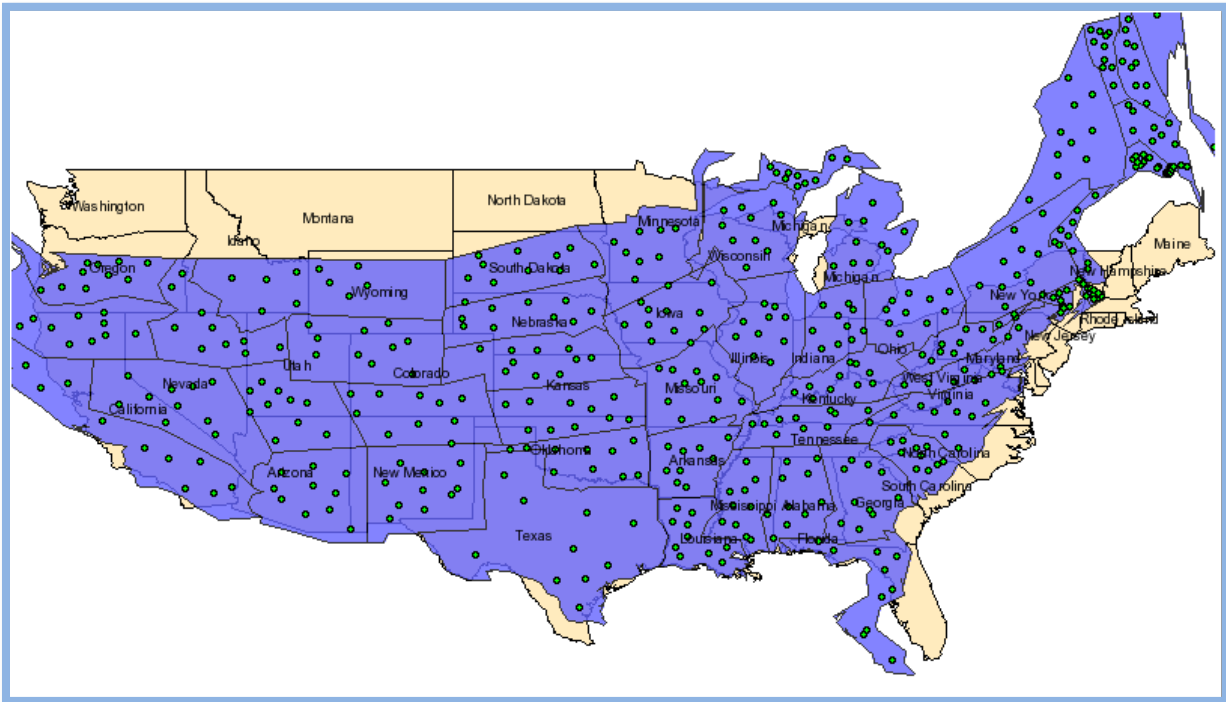 Washington
Montana
North Dakota
Minnesota
Michigan
Maine
Idaho
Oregon
South Dakota
Wisconsin
Michigan
New Hampshire
Wyoming
New York
Nebraska
Iowa
Rhode Island
New Jersey
Utah
Colorado
Illinois
Indiana
Ohio
Maryland
Nevada
Kansas
Missouri
West Virginia
Virginia
California
Kentucky
Tennessee
Oklahoma
Arkansas
North Carolina
Arizona
New Mexico
South Carolina
Mississippi
Alabama
Georgia
Texas
Louisiana
Florida